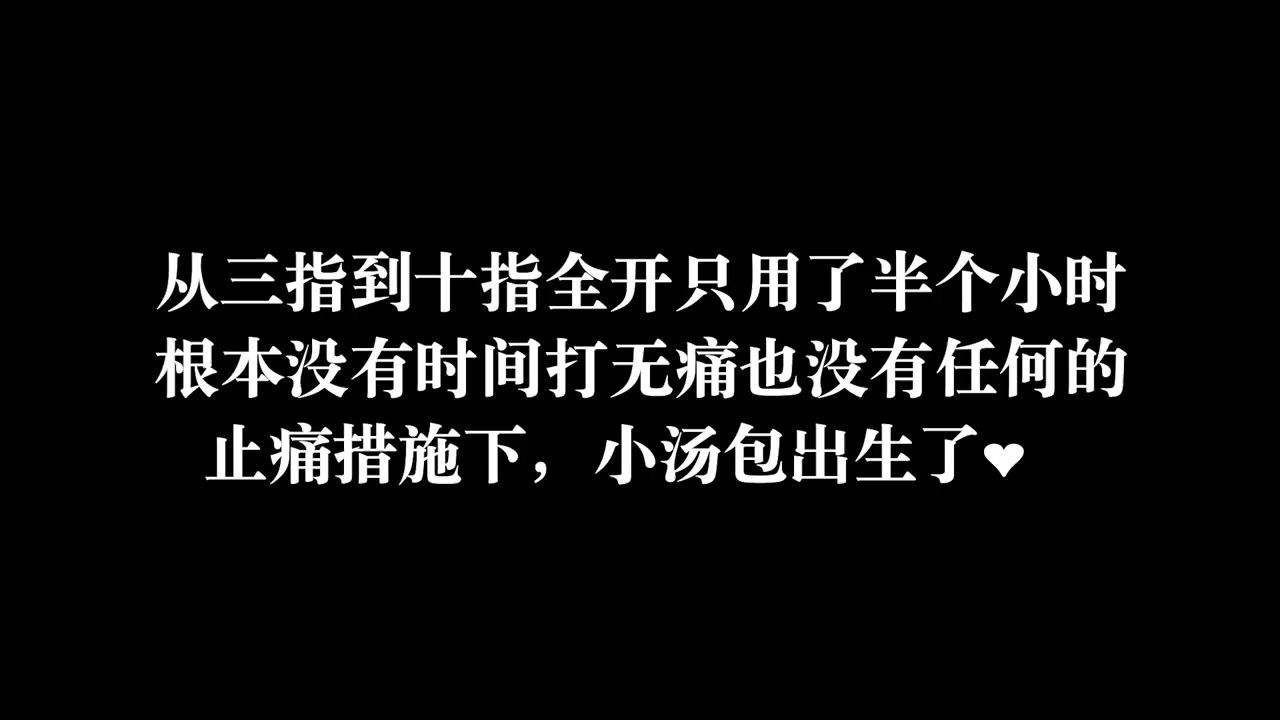 从三指到十指全开只用了半个小时
根本没有时间打无痛也没有任何的
止痛措施下，小汤包出生了❤